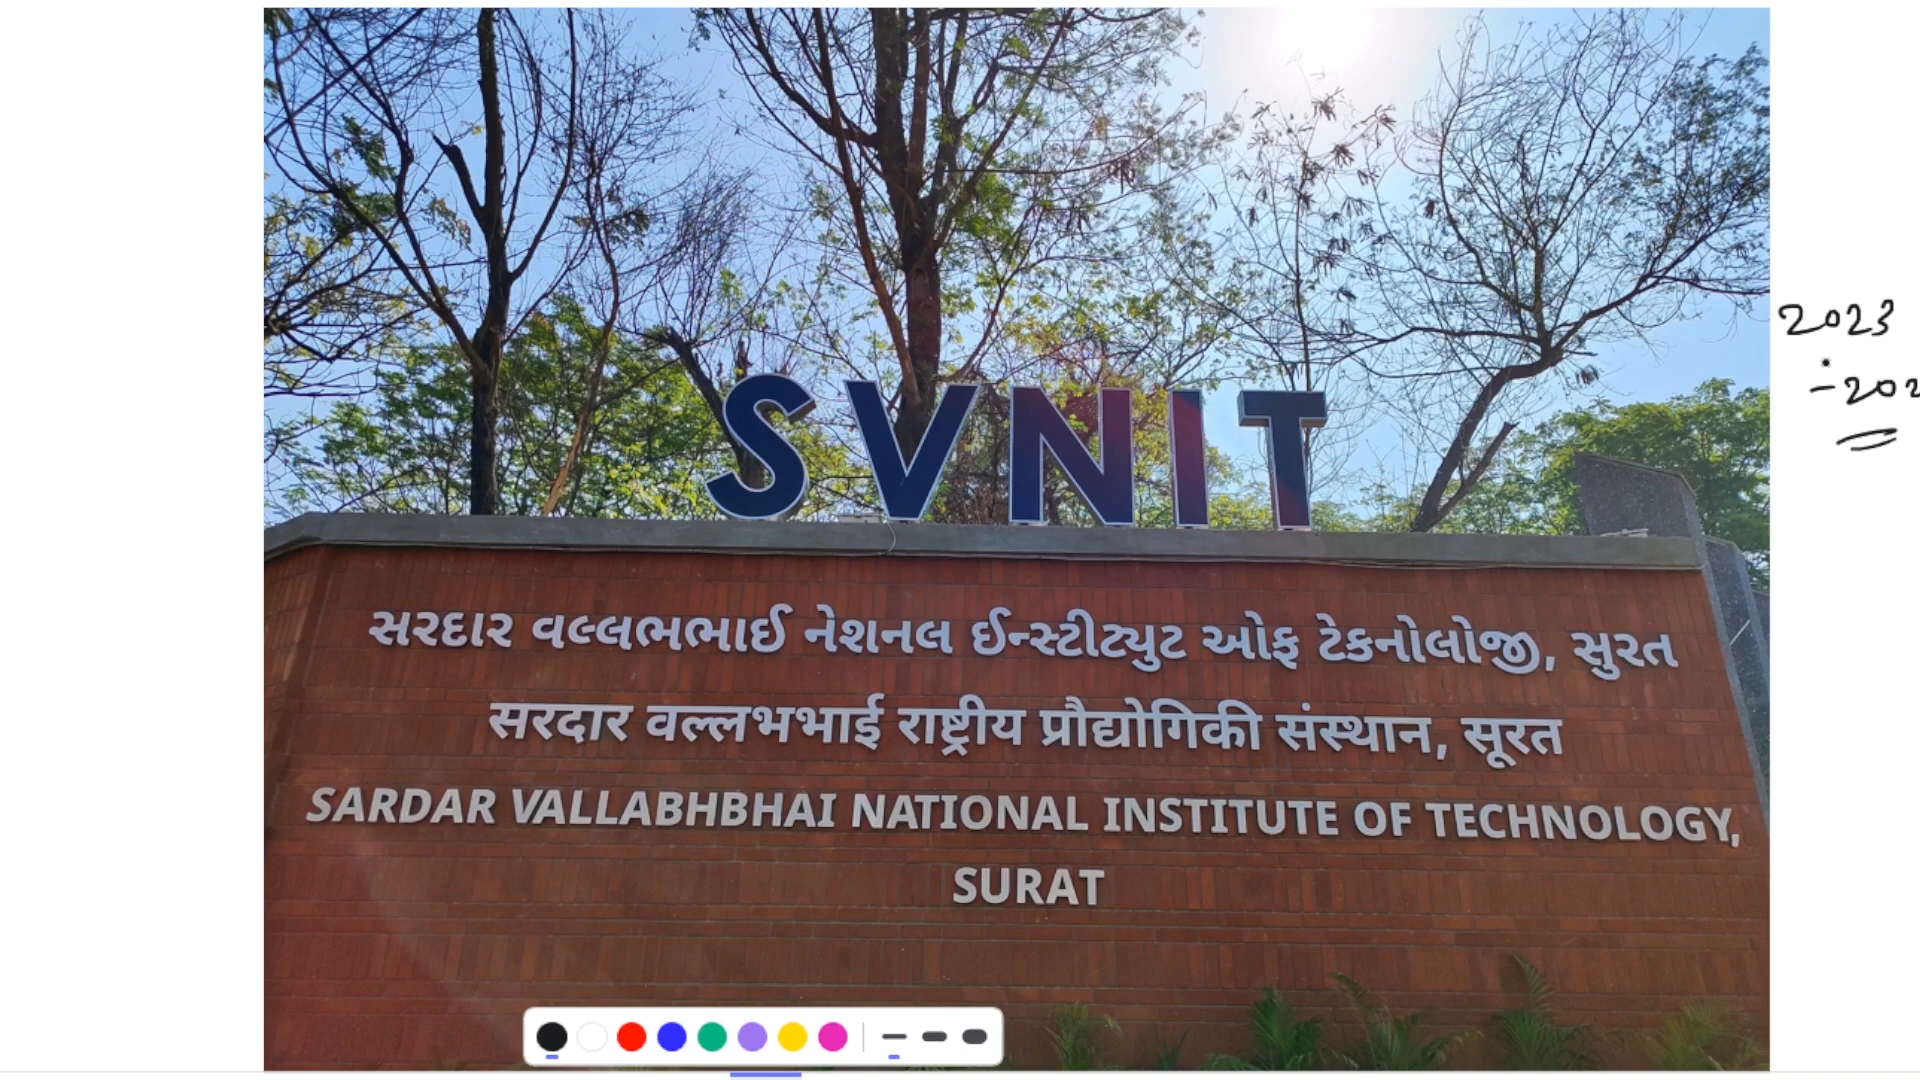 SVNIT
સરદાર વલ્લભભાઈ નેશનલ ઈન્સ્ટીટ્યુટ ઓફ ટેકનોલોજી, સુરત
सरदार वल्लभभाई राष्ट्रीय प्रौद्योगिकी संस्थान, सूरत
SARDAR VALLABHBHAI NATIONAL INSTITUTE OF TECHNOLOGY,
SURAT
2023